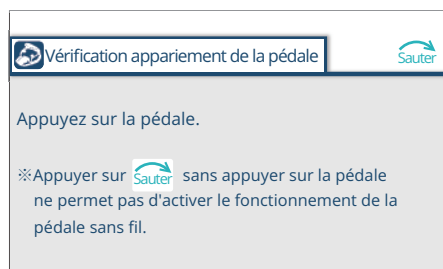 Vérification appariement de la pédale
Sauter
Appuyez sur la pédale.
※Appuyer sur Sauter sans appuyer sur la pédale
ne permet pas d'activer le fonctionnement de la
pédale sans fil.